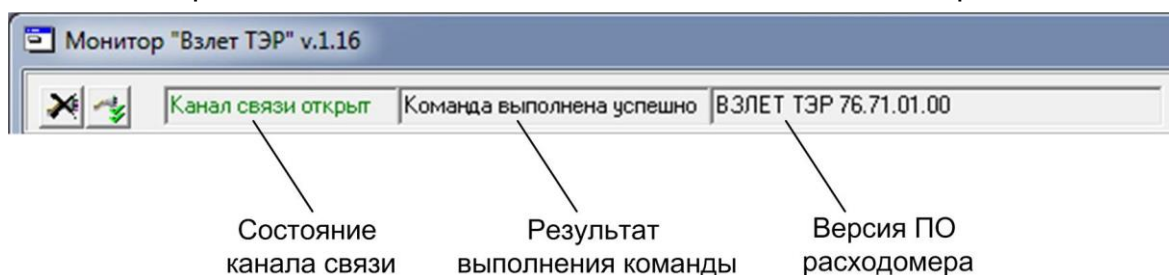 Монитор "Взлет ТЭР" v.1.16
Канал связи открыт Команда выполнена успешно ВЗЛЕТ ТЭР 76.71.01.00
Состояние Результат Версия ПО
канала связи выполнения команды расходомера